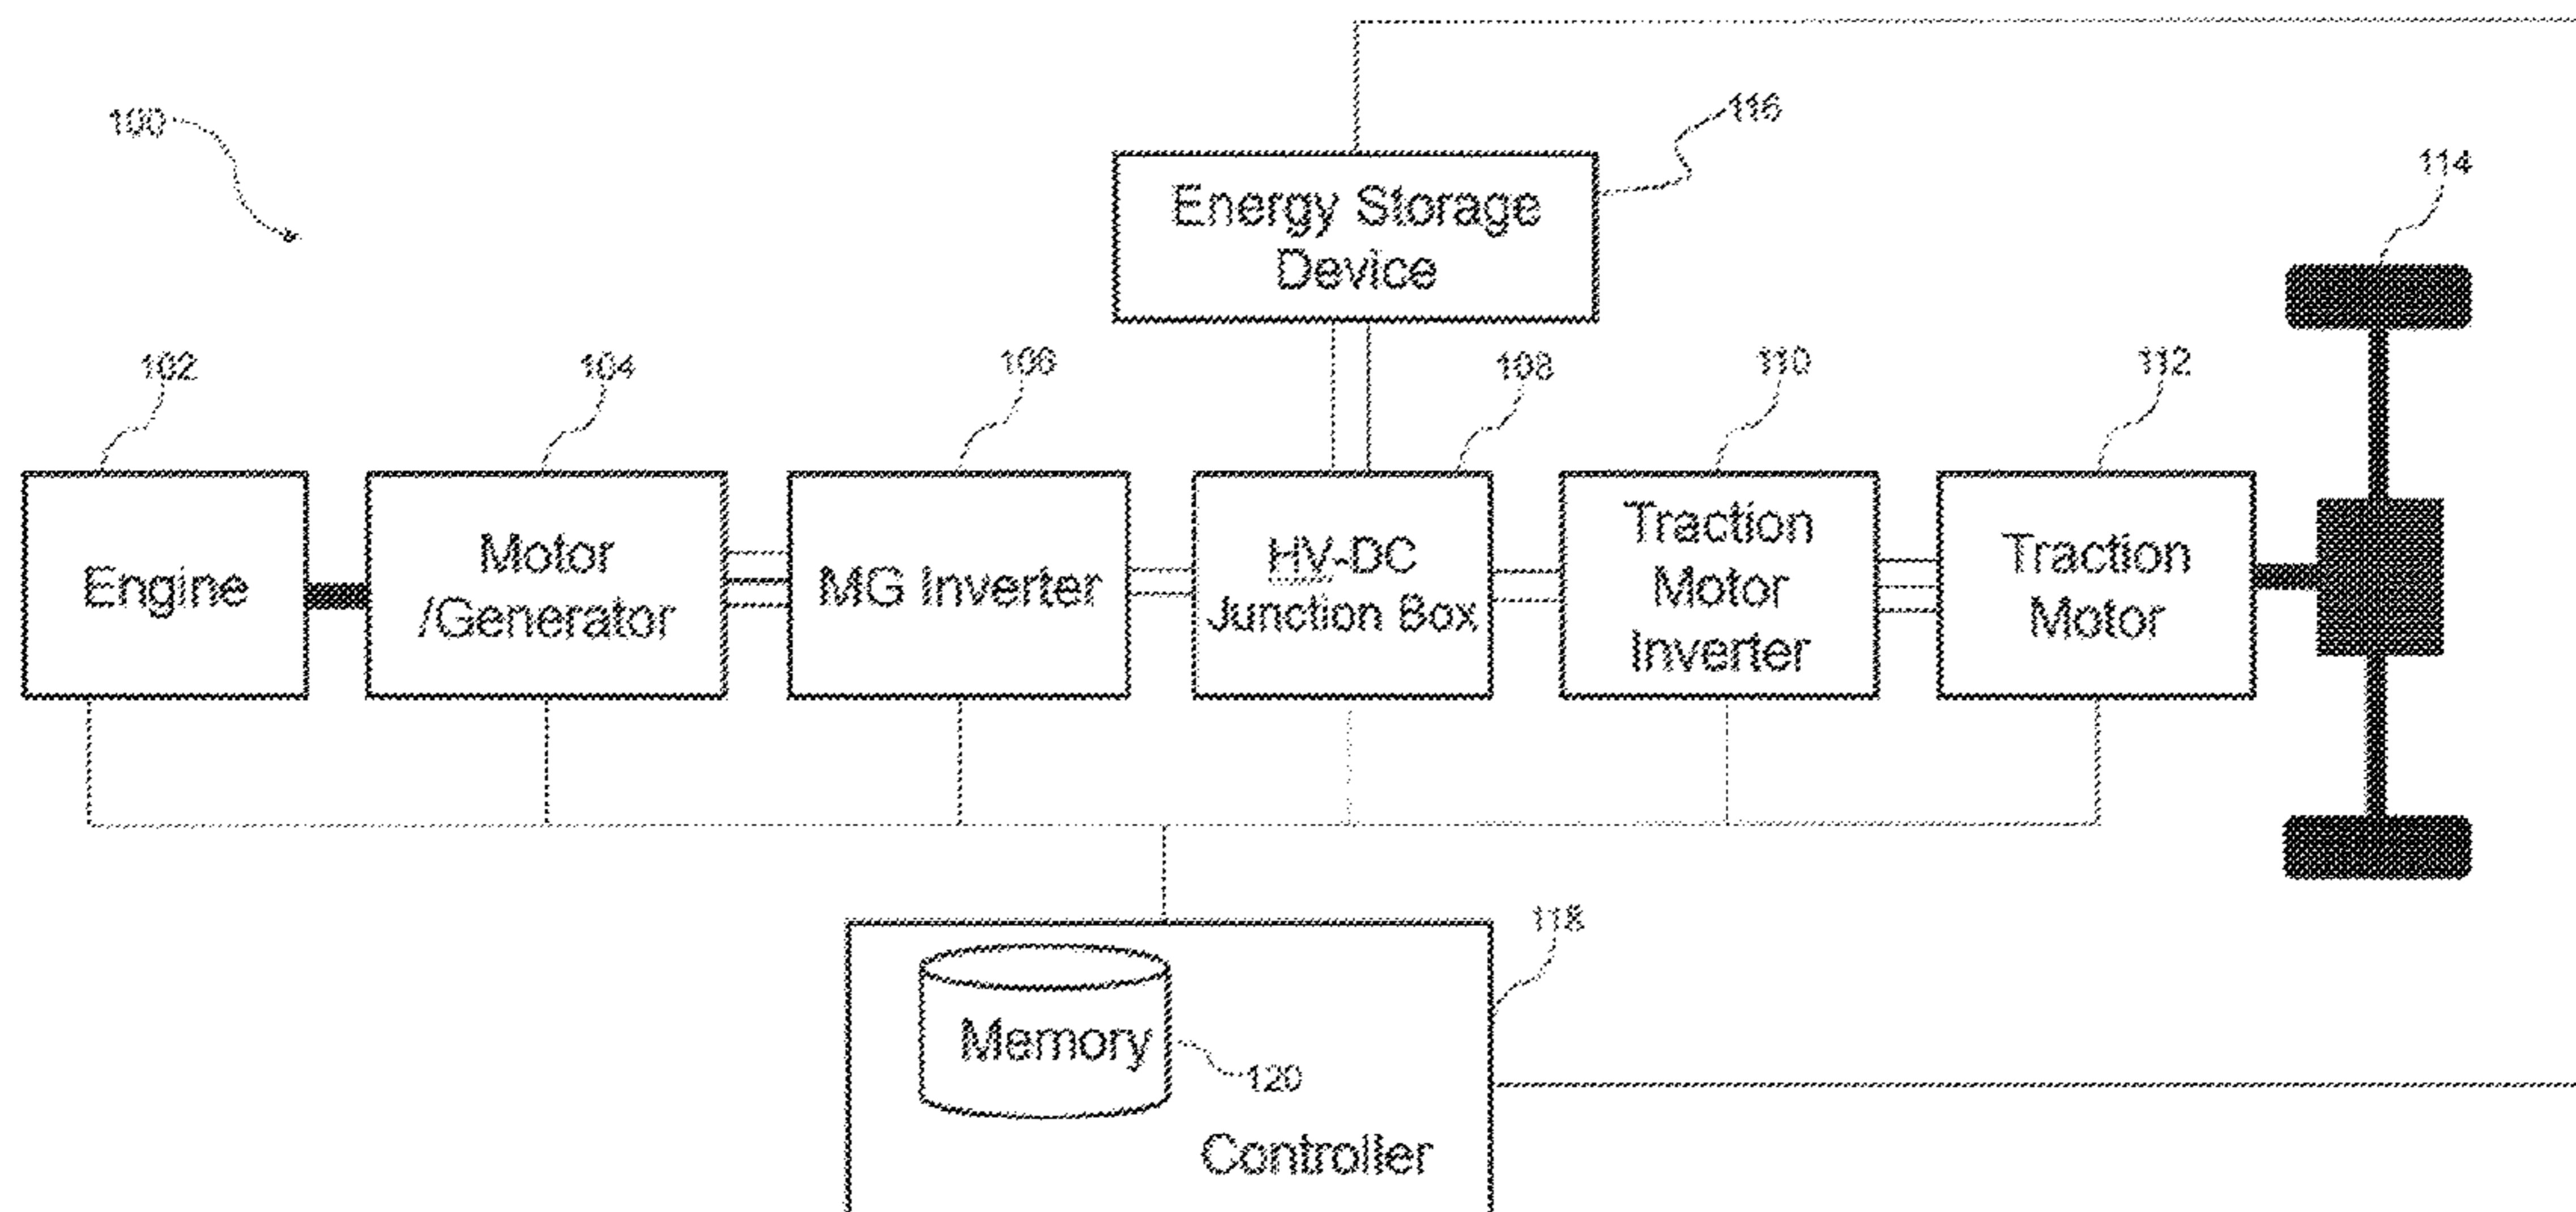 100
116
114
Energy Storage
Device
102
104
106
108
110
112
Engine
Motor
/Generator
MG Inverter
HV-DC
Junction Box
Traction
Motor
Inverter
Traction
Motor
118
Memory
120
Controller